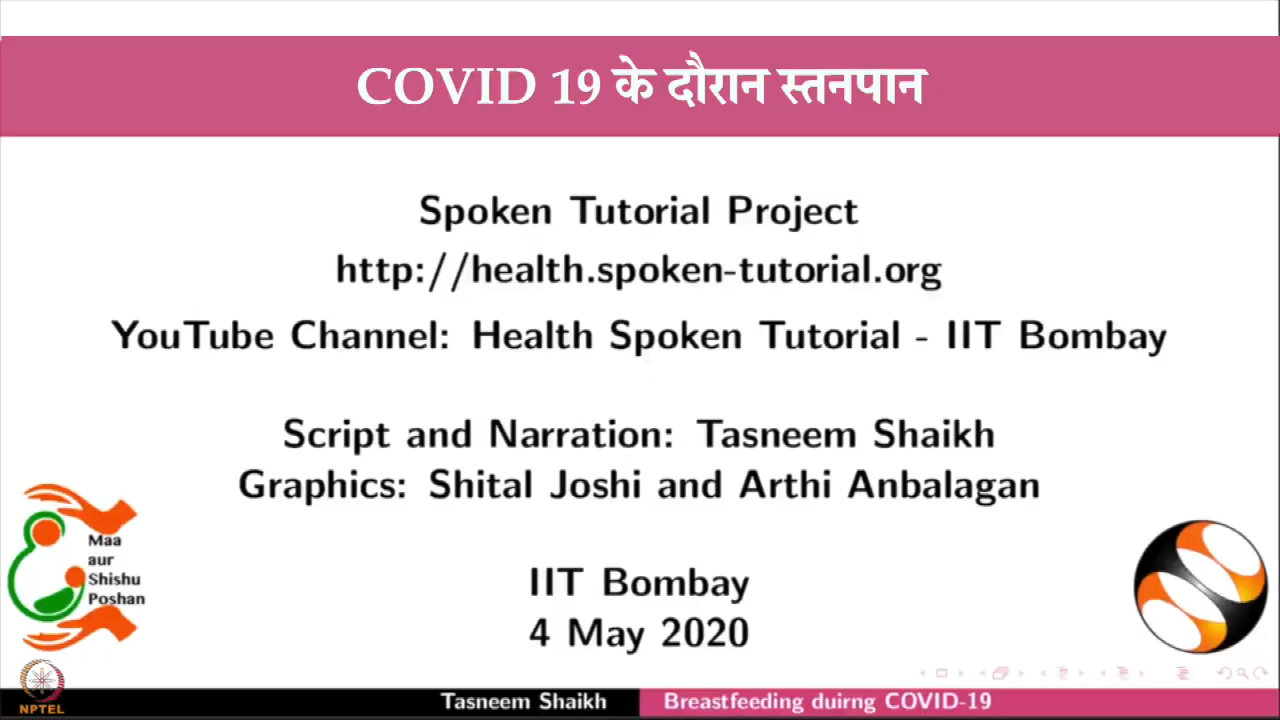 COVID 19 के दौरान स्तनपान
Spoken Tutorial Project
http://health.spoken-tutorial.org
YouTube Channel: Health Spoken Tutorial - IIT Bombay
Script and Narration: Tasneem Shaikh
Graphics: Shital Joshi and Arthi Anbalagan
Maa
aur
Shishu
Poshan
IIT Bombay
4 May 2020
NPTEL
Tasneem Shaikh
Breastfeeding duirng COVID-19